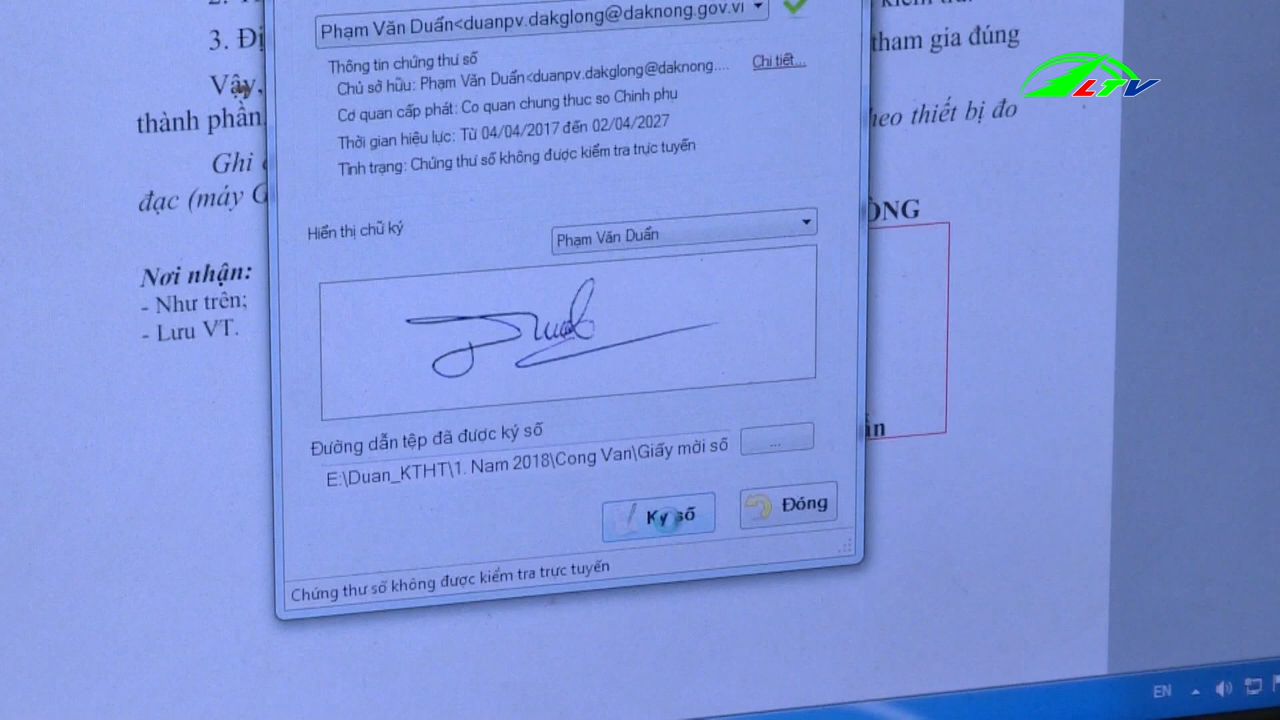 Phạm Văn Duẩn<duanpv.dakglong@daknong.gov.vi
3. Đị
Thông tin chứng thư số
Chi tiết...
tham gia đúng
Vậy,
Chủ sở hữu: Phạm Văn Duẩn<duanpv.dakglong@daknong....
LTV
thành phần
Cơ quan cấp phát: Co quan chung thuc so Chinh phu
heo thiết bị đo
Thời gian hiệu lực: Từ 04/04/2017 đến 02/04/2027
Ghi
Tình trạng: Chứng thư số không được kiểm tra trực tuyến
đạc (máy G
ÒNG
Hiển thị chữ ký
Phạm Văn Duẩn
Nơi nhận:
- Như trên;
- Lưu VT.
Đường dẫn tệp đã được ký số
...
ẩn
E:\Duan_KTHT\1. Nam 2018\Cong Van\Giấy mời số
Ký số
Đóng
Chứng thư số không được kiểm tra trực tuyến
EN